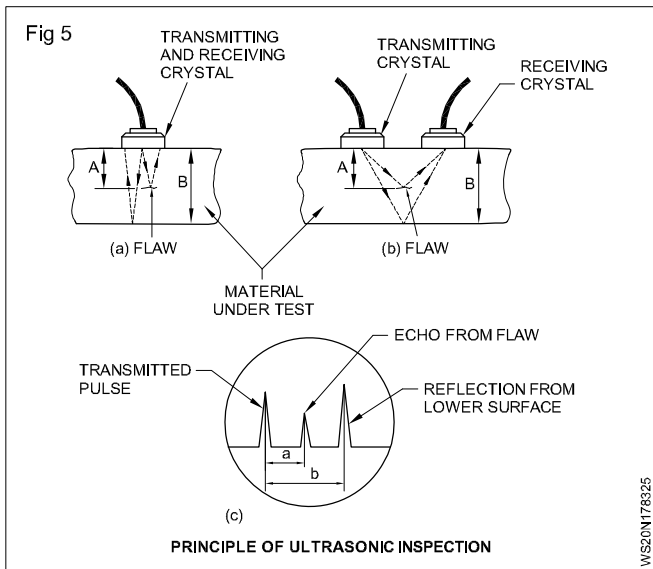 Fig 5
TRANSMITTING
AND RECEIVING
CRYSTAL
TRANSMITTING
CRYSTAL
RECEIVING
CRYSTAL
A
B
A
B
(a) FLAW
(b) FLAW
MATERIAL
UNDER TEST
ECHO FROM FLAW
TRANSMITTED
PULSE
REFLECTION FROM
LOWER SURFACE
a
b
(c)
PRINCIPLE OF ULTRASONIC INSPECTION
WS20N178325